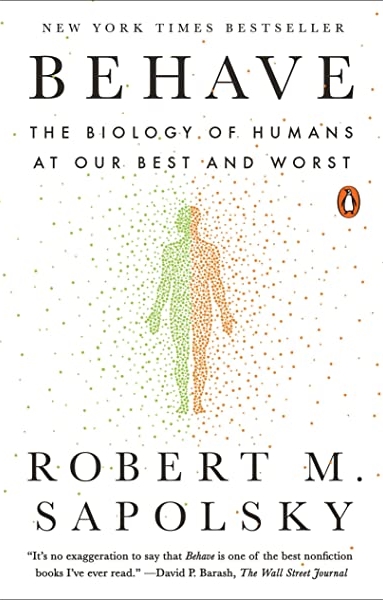 NEW YORK TIMES BESTSELLER
BEHAVE
THE BIOLOGY OF HUMANS
AT OUR BEST AND WORST
ROBERT M.
SAPOLSKY
“It’s no exaggeration to say that Behave is one of the best nonfiction
books I’ve ever read.” —David P. Barash, The Wall Street Journal